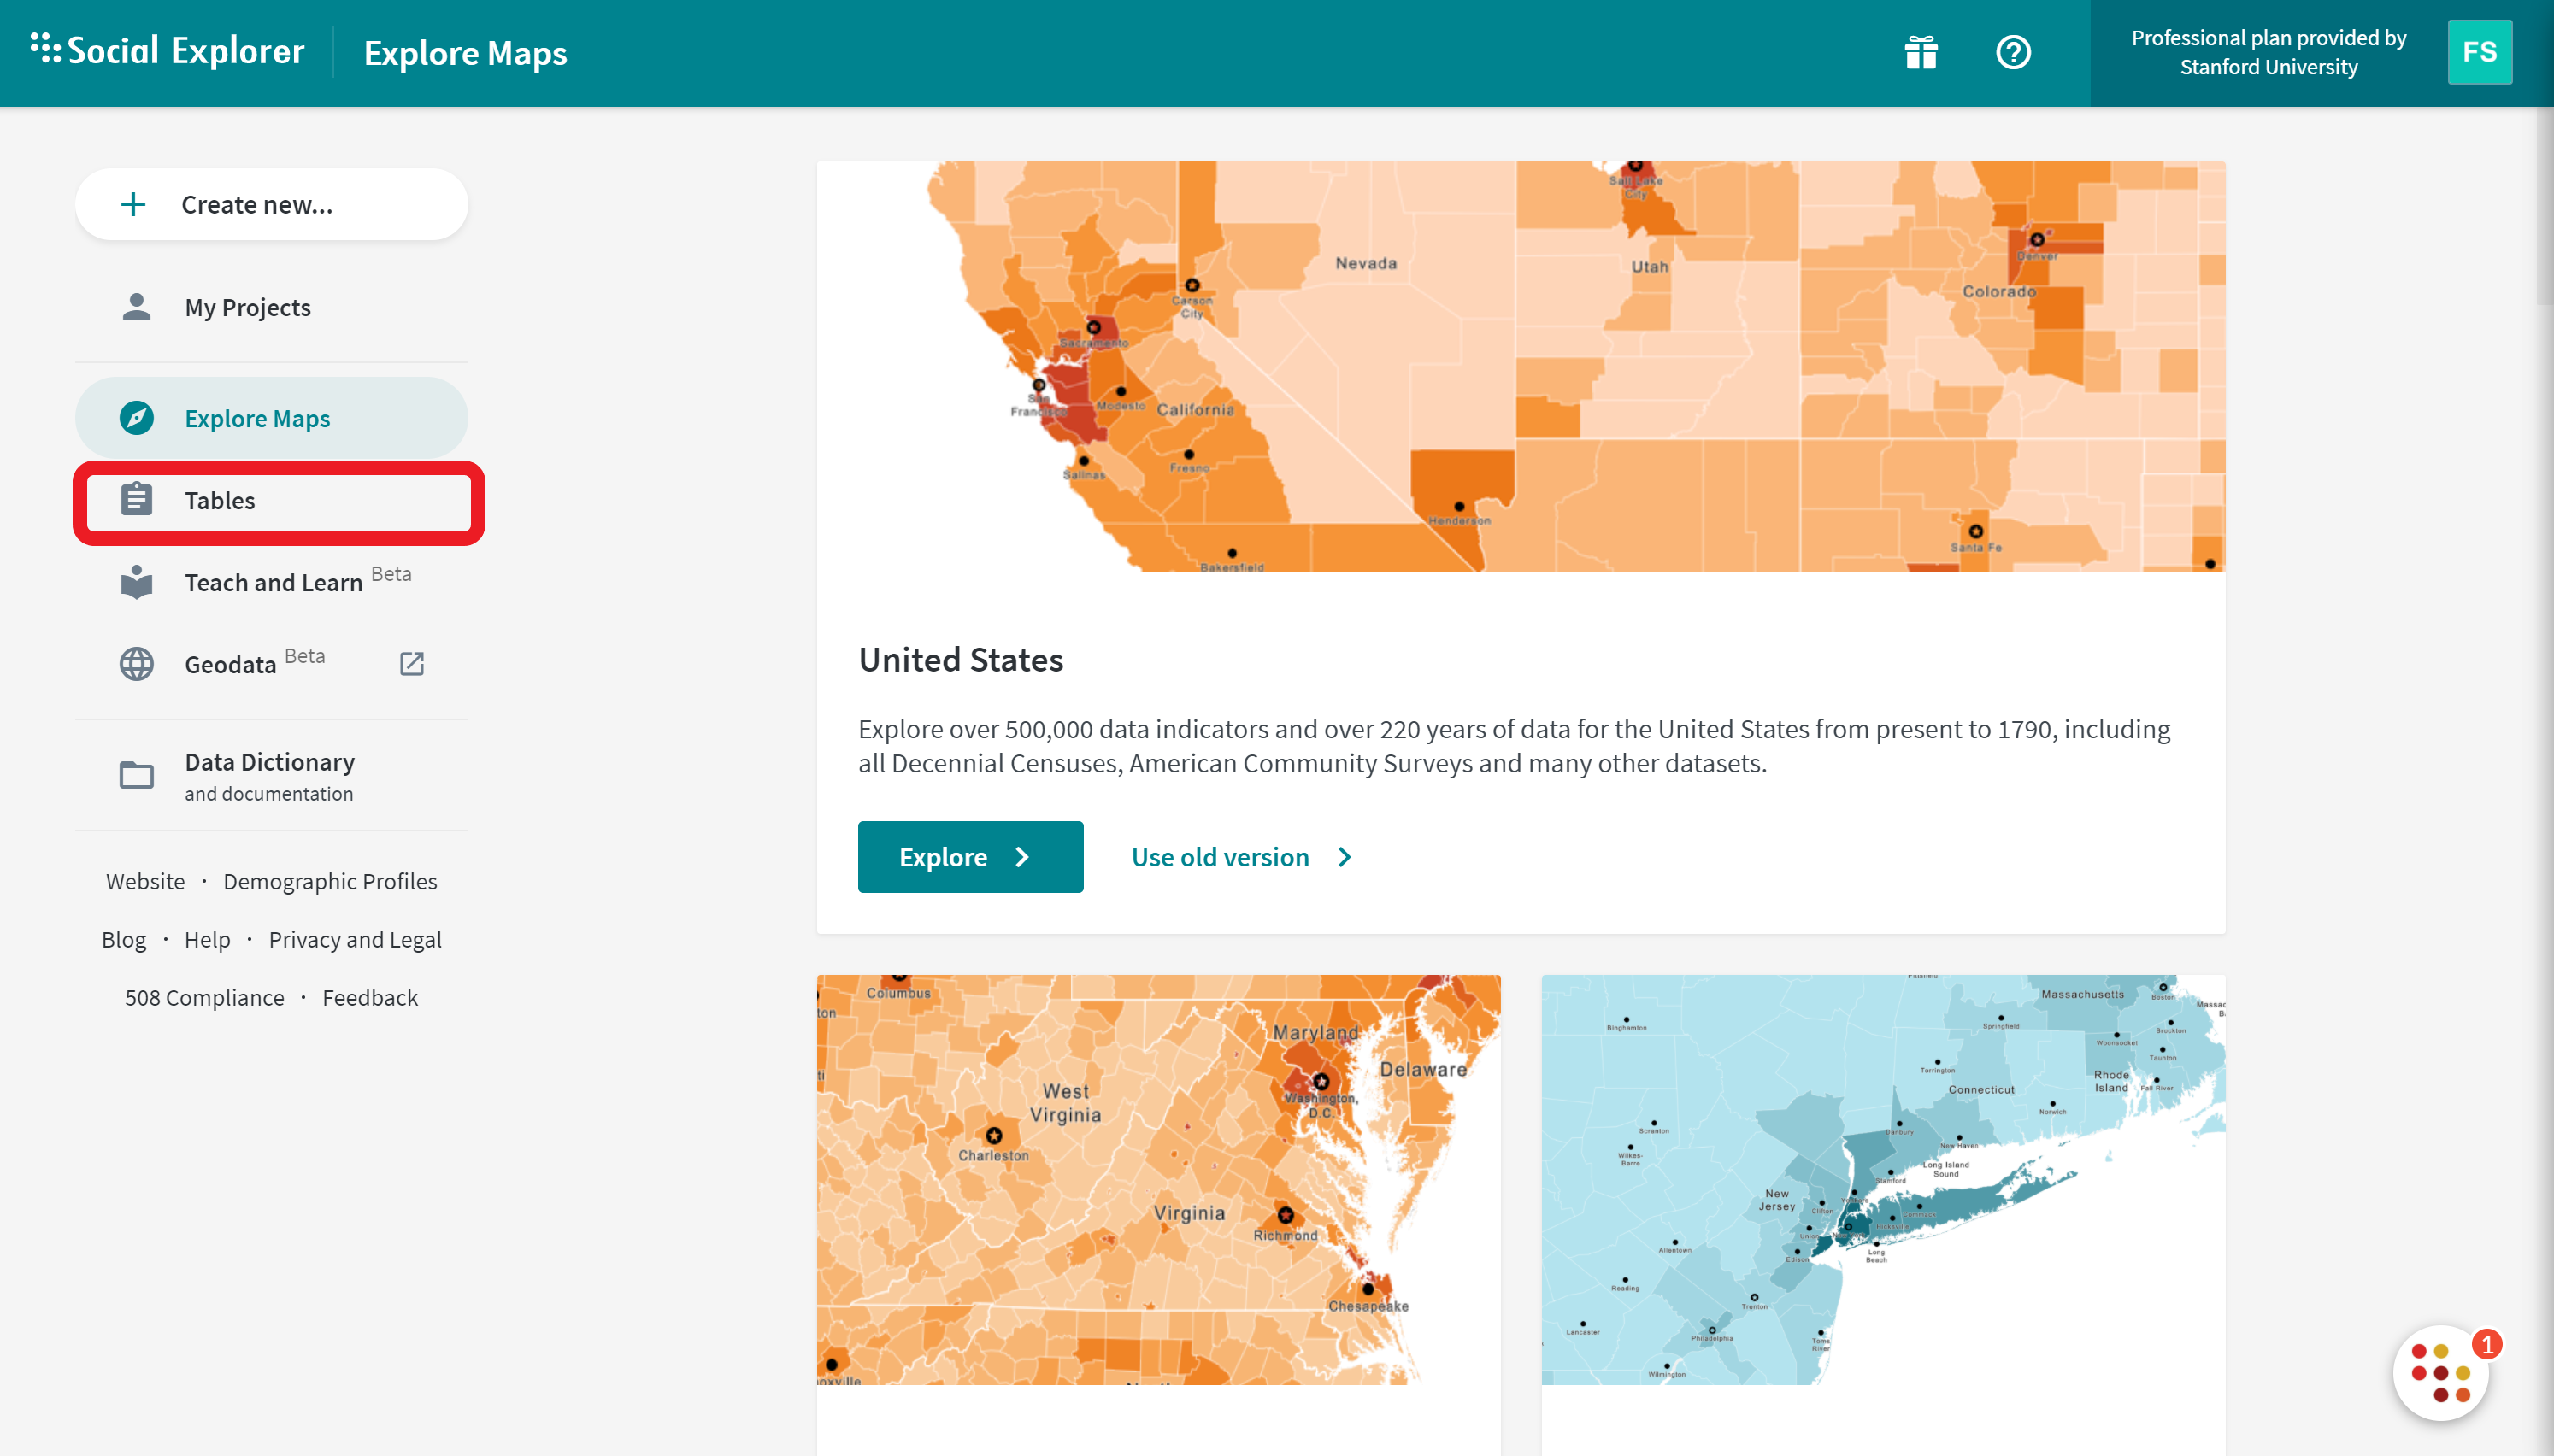 Social Explorer
Explore Maps
Professional plan provided by
Stanford University
FS
Create new...
My Projects
Explore Maps
Tables
Teach and Learn Beta
Geodata Beta
Data Dictionary
and documentation
Website · Demographic Profiles
Blog · Help · Privacy and Legal
508 Compliance · Feedback
Salt Lake
City
Nevada
Utah
Denver
Colorado
Carson
City
Sacramento
San
Francisco
Modesto
California
Fresno
Salinas
Henderson
Santa Fe
Bakersfield
United States
Explore over 500,000 data indicators and over 220 years of data for the United States from present to 1790, including
all Decennial Censuses, American Community Surveys and many other datasets.
Explore
Use old version
Columbus
ton
Maryland
Delaware
West
Virginia
Washington,
D.C.
Charleston
Virginia
Richmond
Chesapeake
oxville
Massachusetts
Boston
Binghamton
Springfield
Brockton
Woonsocket
Taunton
Torrington
Connecticut
Rhode
Island
Fall River
Norwich
Scranton
Danbury
New Haven
Wilkes-
Barre
Long Island
Sound
Stamford
New
Jersey
Clifton
Yonkers
Commack
Hicksville
Union
Edison
Long
Beach
Allentown
Reading
Trenton
Lancaster
Philadelphia
Toms
River
Wilmington
1